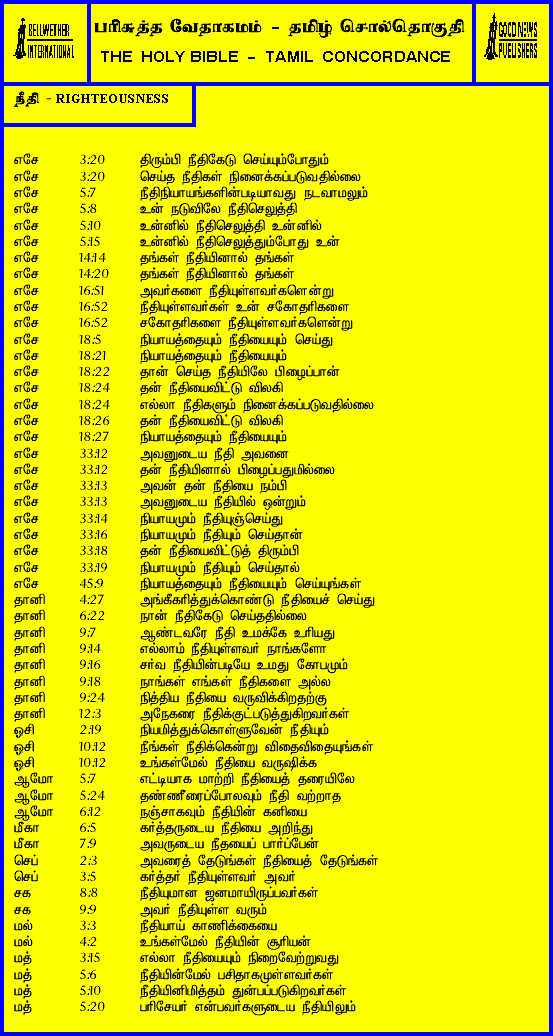 BELLWETHER INTERNATIONAL
பரிசுத்த வேதாகமம் - தமிழ் சொல்தொகுதி
THE HOLY BIBLE - TAMIL CONCORDANCE
GOOD NEWS PUBLISHERS
நீதி - RIGHTEOUSNESS
எசே 3:20 திரும்பி நீதிகேடு செய்யும்போதும்
எசே 3:20 செய்த நீதிகள் நினைக்கப்படுவதில்லை
எசே 5:7 நீதிநியாயங்களின்படியாவது நடவாமலும்
எசே 5:8 உன் நடுவிலே நீதிசெலுத்தி
எசே 5:10 உன்னில் நீதிசெலுத்தி உன்னில்
எசே 5:15 உன்னில் நீதிசெலுத்தும்போது உன்
எசே 14:14 தங்கள் நீதியினால் தங்கள்
எசே 14:20 தங்கள் நீதியினால் தங்கள்
எசே 16:51 அவர்களை நீதியுள்ளவர்களென்று
எசே 16:52 நீதியுள்ளவர்கள் உன் சகோதரிகளை
எசே 16:52 சகோதரிகளை நீதியுள்ளவர்களென்று
எசே 18:5 நியாயத்தையும் நீதியையும் செய்து
எசே 18:21 நியாயத்தையும் நீதியையும்
எசே 18:22 தான் செய்த நீதியிலே பிழைப்பான்
எசே 18:24 தன் நீதியைவிட்டு விலகி
எசே 18:24 எல்லா நீதிகளும் நினைக்கப்படுவதில்லை
எசே 18:26 தன் நீதியைவிட்டு விலகி
எசே 18:27 நியாயத்தையும் நீதியையும்
எசே 33:12 அவனுடைய நீதி அவனை
எசே 33:12 தன் நீதியினால் பிழைப்பதுமில்லை
எசே 33:13 அவன் தன் நீதியை நம்பி
எசே 33:13 அவனுடைய நீதியில் ஒன்றும்
எசே 33:14 நியாயமும் நீதியுஞ்செய்து
எசே 33:16 நியாயமும் நீதியும் செய்தான்
எசே 33:18 தன் நீதியைவிட்டுத் திரும்பி
எசே 33:19 நியாயமும் நீதியும் செய்தால்
எசே 45:9 நியாயத்தையும் நீதியையும் செய்யுங்கள்
தானி 4:27 அங்கீகரித்துக்கொண்டு நீதியைச் செய்து
தானி 6:22 நான் நீதிகேடு செய்ததில்லை
தானி 9:7 ஆண்டவரே நீதி உமக்கே உரியது
தானி 9:14 எல்லாம் நீதியுள்ளவர் நாங்களோ
தானி 9:16 சர்வ நீதியின்படியே உமது கோபமும்
தானி 9:18 நாங்கள் எங்கள் நீதிகளை அல்ல
தானி 9:24 நித்திய நீதியை வருவிக்கிறதற்கு
தானி 12:3 அநேகரை நீதிக்குட்படுத்துகிறவர்கள்
ஓசி 2:19 நியமித்துக்கொள்ளுவேன் நீதியும்
ஓசி 10:12 நீங்கள் நீதிக்கென்று விதைவிதையுங்கள்
ஓசி 10:12 உங்கள்மேல் நீதியை வருஷிக்க
ஆமோ 5:7 எட்டியாக மாற்றி நீதியைத் தரையிலே
ஆமோ 5:24 தண்ணீரைப்போலவும் நீதி வற்றாத
ஆமோ 6:12 நஞ்சாகவும் நீதியின் கனியை
மீகா 6:5 கர்த்தருடைய நீதியை அறிந்து
மீகா 7:9 அவருடைய நீதயைப் பார்ப்பேன்
செப் 2:3 அவரைத் தேடுங்கள் நீதியைத் தேடுங்கள்
செப் 3:5 கர்த்தர் நீதியுள்ளவர் அவர்
சக 8:8 நீதியுமான ஜனமாயிருப்பவர்கள்
சக 9:9 அவர் நீதியுள்ள வரும்
மல் 3:3 நீதியாய் காணிக்கையை
மல் 4:2 உங்கள்மேல் நீதியின் சூரியன்
மத் 3:15 எல்லா நீதியையும் நிறைவேற்றுவது
மத் 5:6 நீதியின்மேல் பசிதாகமுள்ளவர்கள்
மத் 5:10 நீதியினிமித்தம் துன்பப்படுகிறவர்கள்
மத் 5:20 பரிசேயர் என்பவர்களுடைய நீதியிலும்